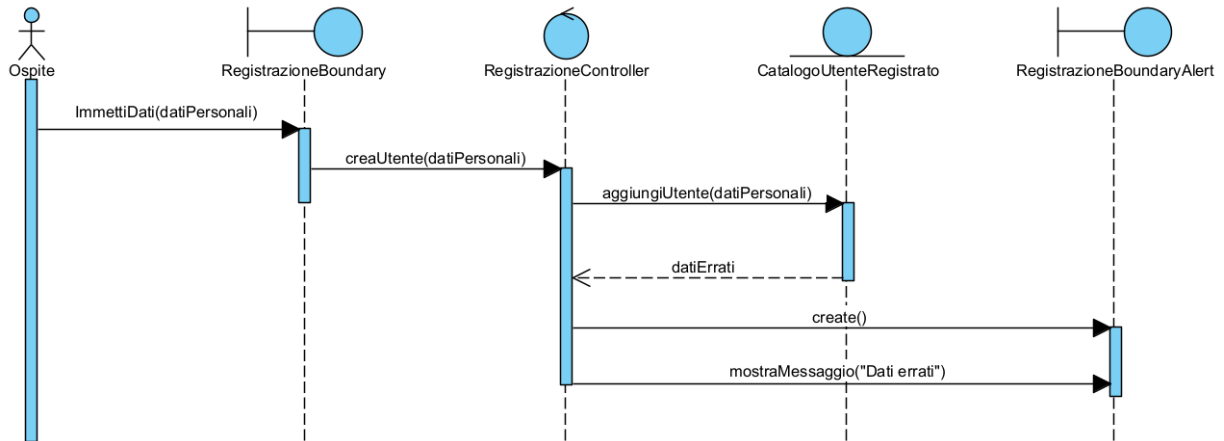 Ospite
RegistrazioneBoundary
RegistrazioneController
CatalogoUtenteRegistrato
RegistrazioneBoundaryAlert
ImmettiDati(datiPersonali)
creaUtente(datiPersonali)
aggiungiUtente(datiPersonali)
datiErrati
create()
mostraMessaggio("Dati errati")